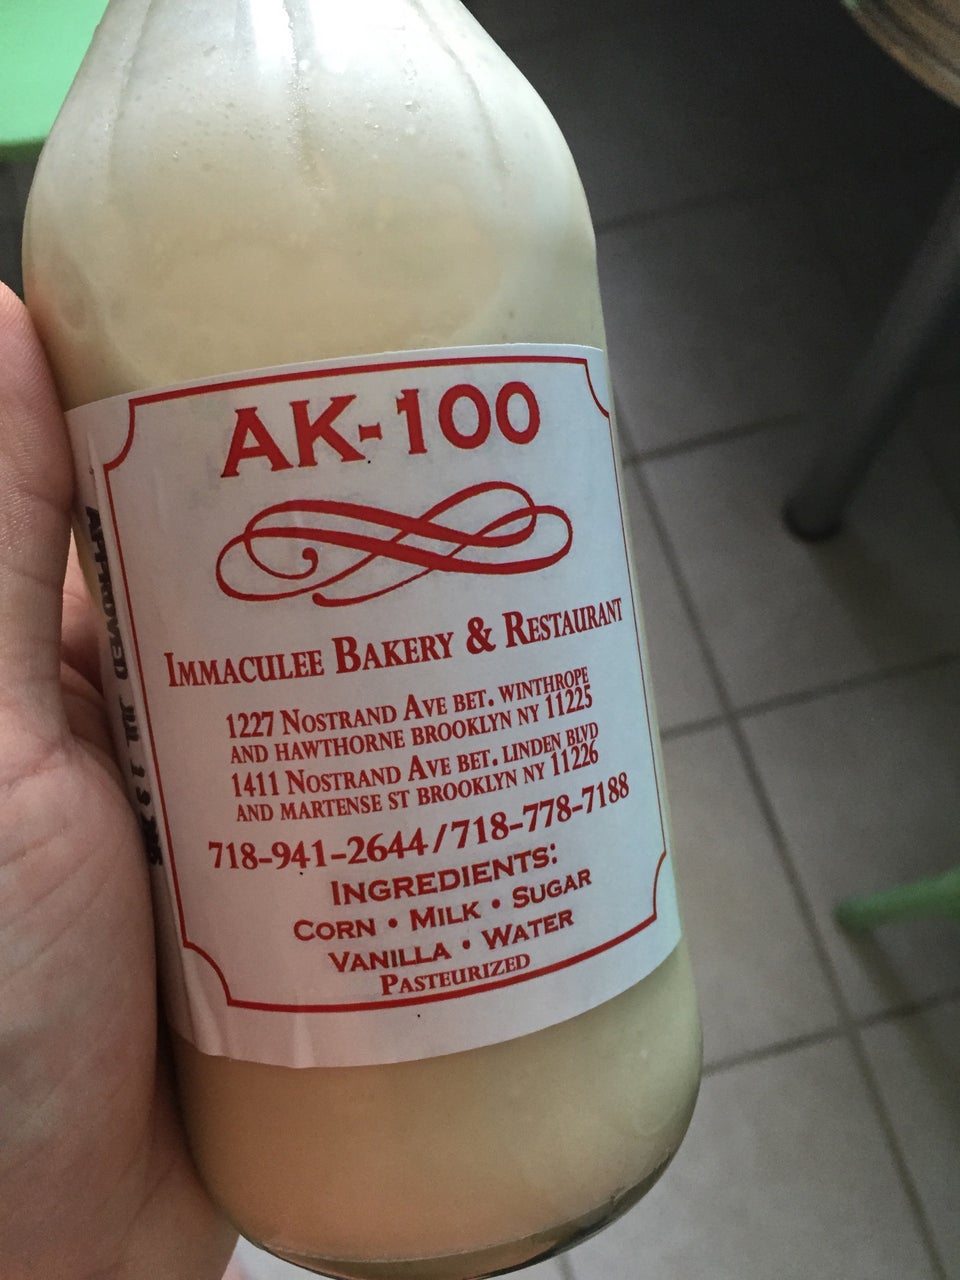 AK-100
IMMACULEE BAKERY & RESTAURANT
1227 NOSTRAND AVE BET. WINTHROPE
AND HAWTHORNE BROOKLYN NY 11225
1411 NOSTRAND AVE BET. LINDEN BLVD
AND MARTENSE ST BROOKLYN NY 11226
718-941-2644/718-778-7188
INGREDIENTS:
CORN • MILK • SUGAR
VANILLA • WATER
PASTEURIZED
APPROVED JUL